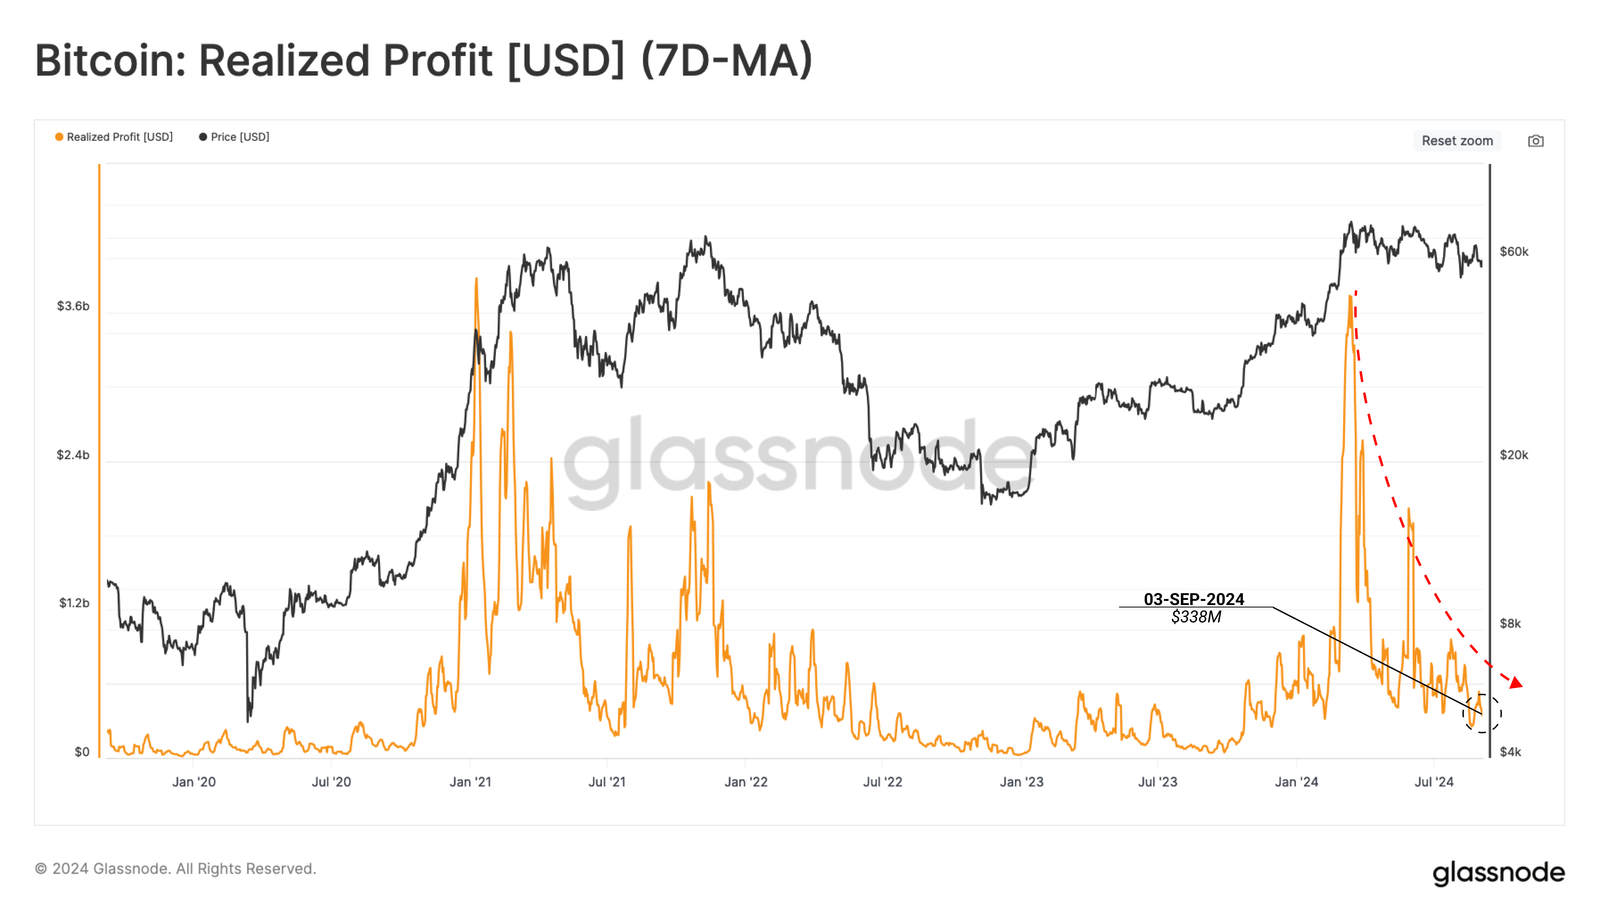 Bitcoin: Realized Profit [USD] (7D-MA)
Realized Profit [USD]
Price [USD]
Reset zoom
$3.6b
$2.4b
$1.2b
$0
$60k
$20k
$8k
$4k
glassnode
03-SEP-2024
$338M
Jan '20
Jul '20
Jan '21
Jul '21
Jan '22
Jul '22
Jan '23
Jul '23
Jan '24
Jul '24
© 2024 Glassnode. All Rights Reserved.
glassnode